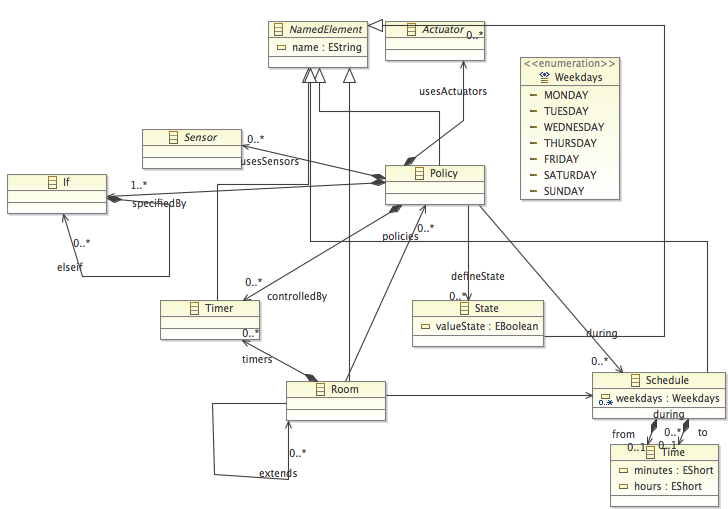 NamedElement
name : EString
Actuator
0..*
usesActuators
<<enumeration>>
Weekdays
MONDAY
TUESDAY
WEDNESDAY
THURSDAY
FRIDAY
SATURDAY
SUNDAY
Sensor
0..*
usesSensors
If
1..*
specifiedBy
0..*
elseif
Policy
policies
0..*
0..*
controlledBy
defineState
0..*
Timer
0..*
timers
State
valueState : EBoolean
during
0..*
Room
0..*
extends
Schedule
0..*
weekdays : Weekdays
during
0..*
from
0..1
to
0..1
Time
minutes : EShort
hours : EShort